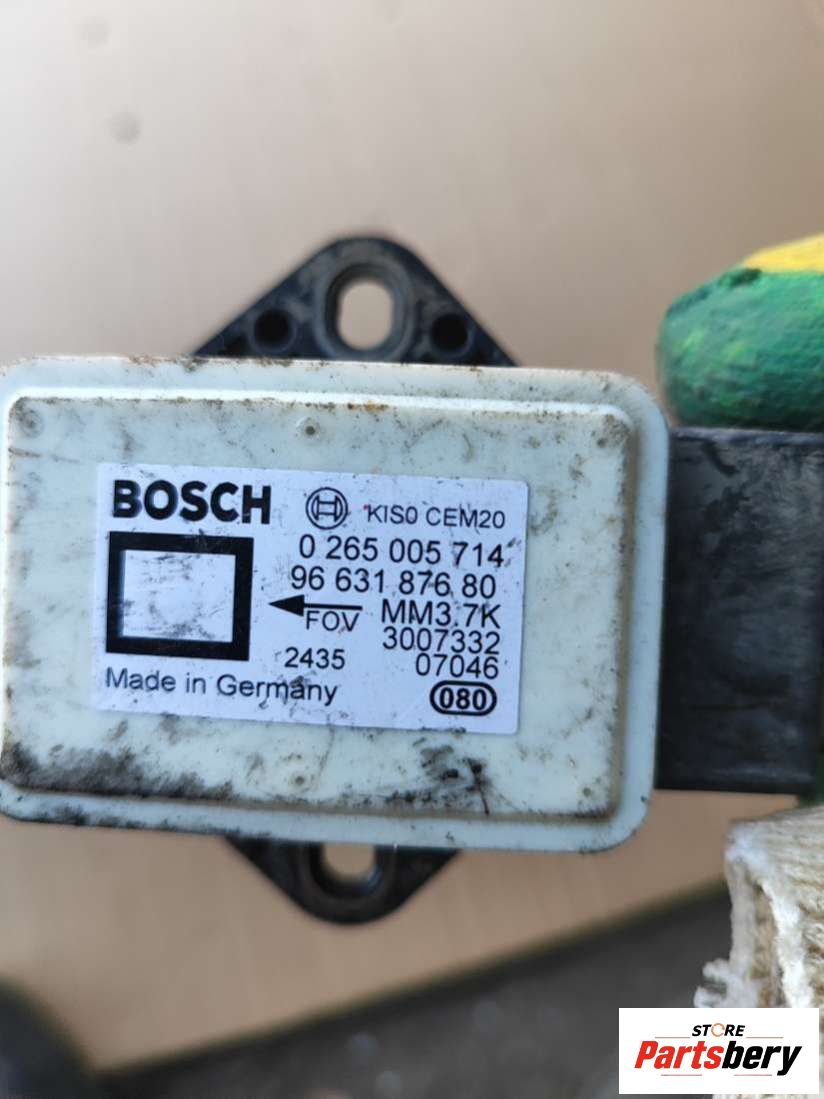 BOSCH KIS0 CEM20
0 265 005 714
96 631 876 80
FOV MM3.7K
3007332
2435 07046
Made in Germany 080
STORE
Partsbery